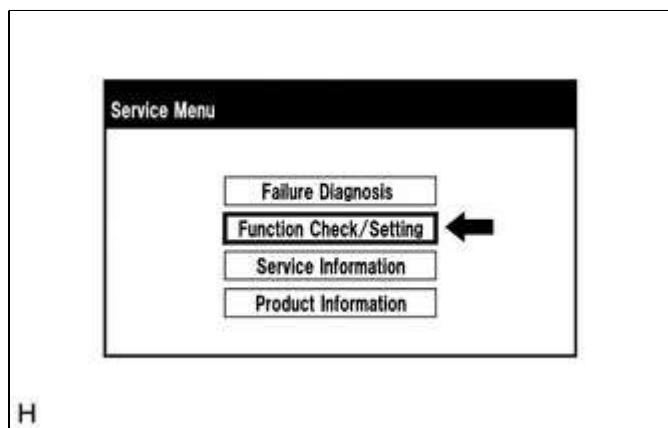 Service Menu
Failure Diagnosis
Function Check/Setting
Service Information
Product Information
H